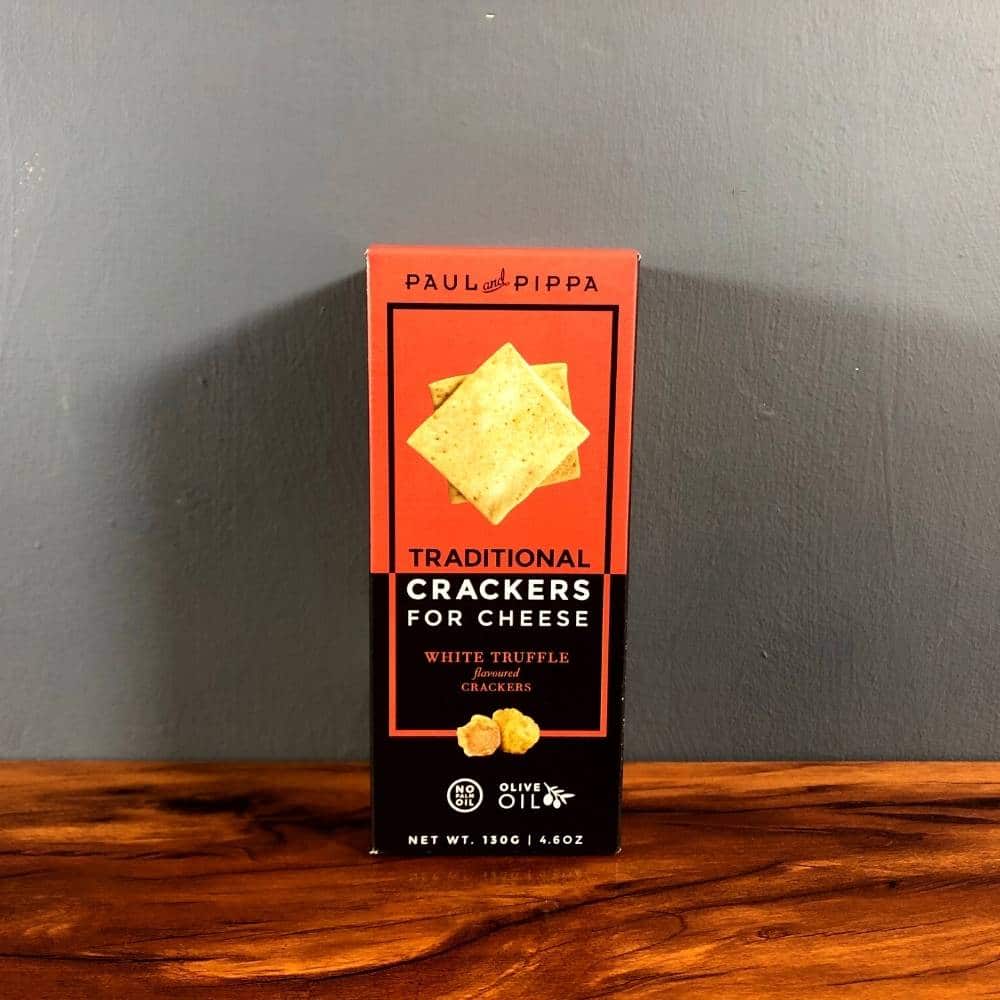 PAUL and PIPPA
TRADITIONAL
CRACKERS
FOR CHEESE
WHITE TRUFFLE
flavoured
CRACKERS
NO
PALM
OIL
OLIVE
OIL
NET WT. 130G | 4.6OZ